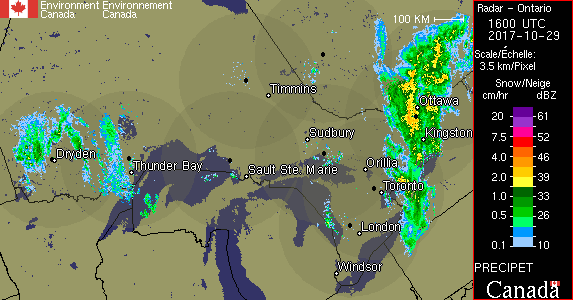 Environment Environnement
Canada Canada
100 KM
Timmins
Ottawa
Sudbury
Kingston
Dryden
Thunder Bay
Sault Ste. Marie
Orillia
Toronto
London
Windsor
Radar - Ontario
1600 UTC
2017-10-29
Scale/Échelle:
3.5 km/Pixel
Snow/Neige
cm/hr dBZ
20 61
7.5 52
4.0 46
2.0 39
1.0 33
0.5 26
0.1 10
PRECIPET
Canada